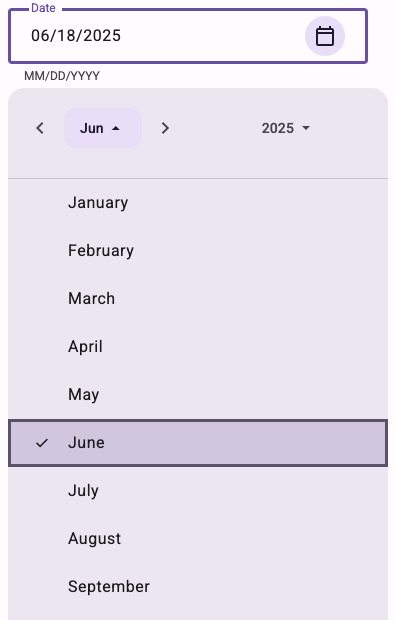 Date
06/18/2025
MM/DD/YYYY
Jun 2025
January
February
March
April
May
June
July
August
September